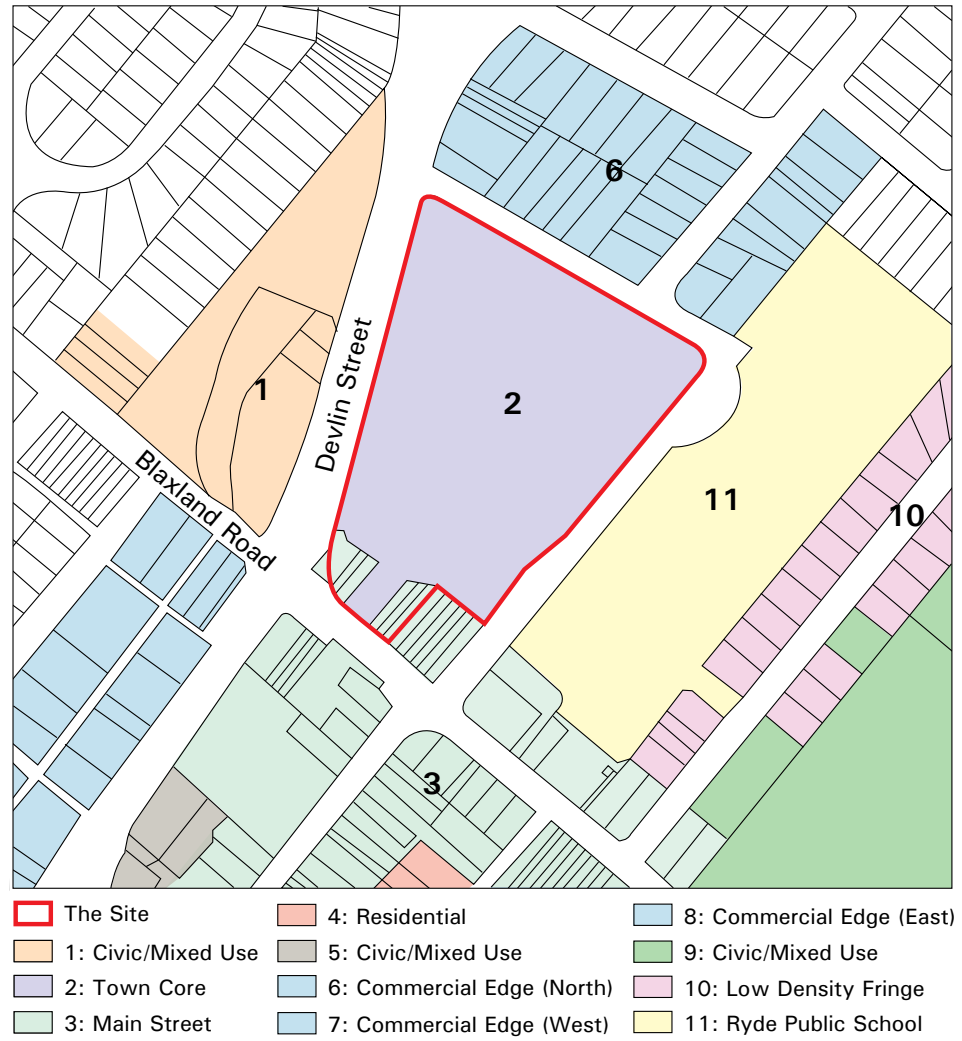 6
1
Devlin Street
2
Blaxland Road
11
10
3
The Site
1: Civic/Mixed Use
2: Town Core
3: Main Street
4: Residential
5: Civic/Mixed Use
6: Commercial Edge (North)
7: Commercial Edge (West)
8: Commercial Edge (East)
9: Civic/Mixed Use
10: Low Density Fringe
11: Ryde Public School